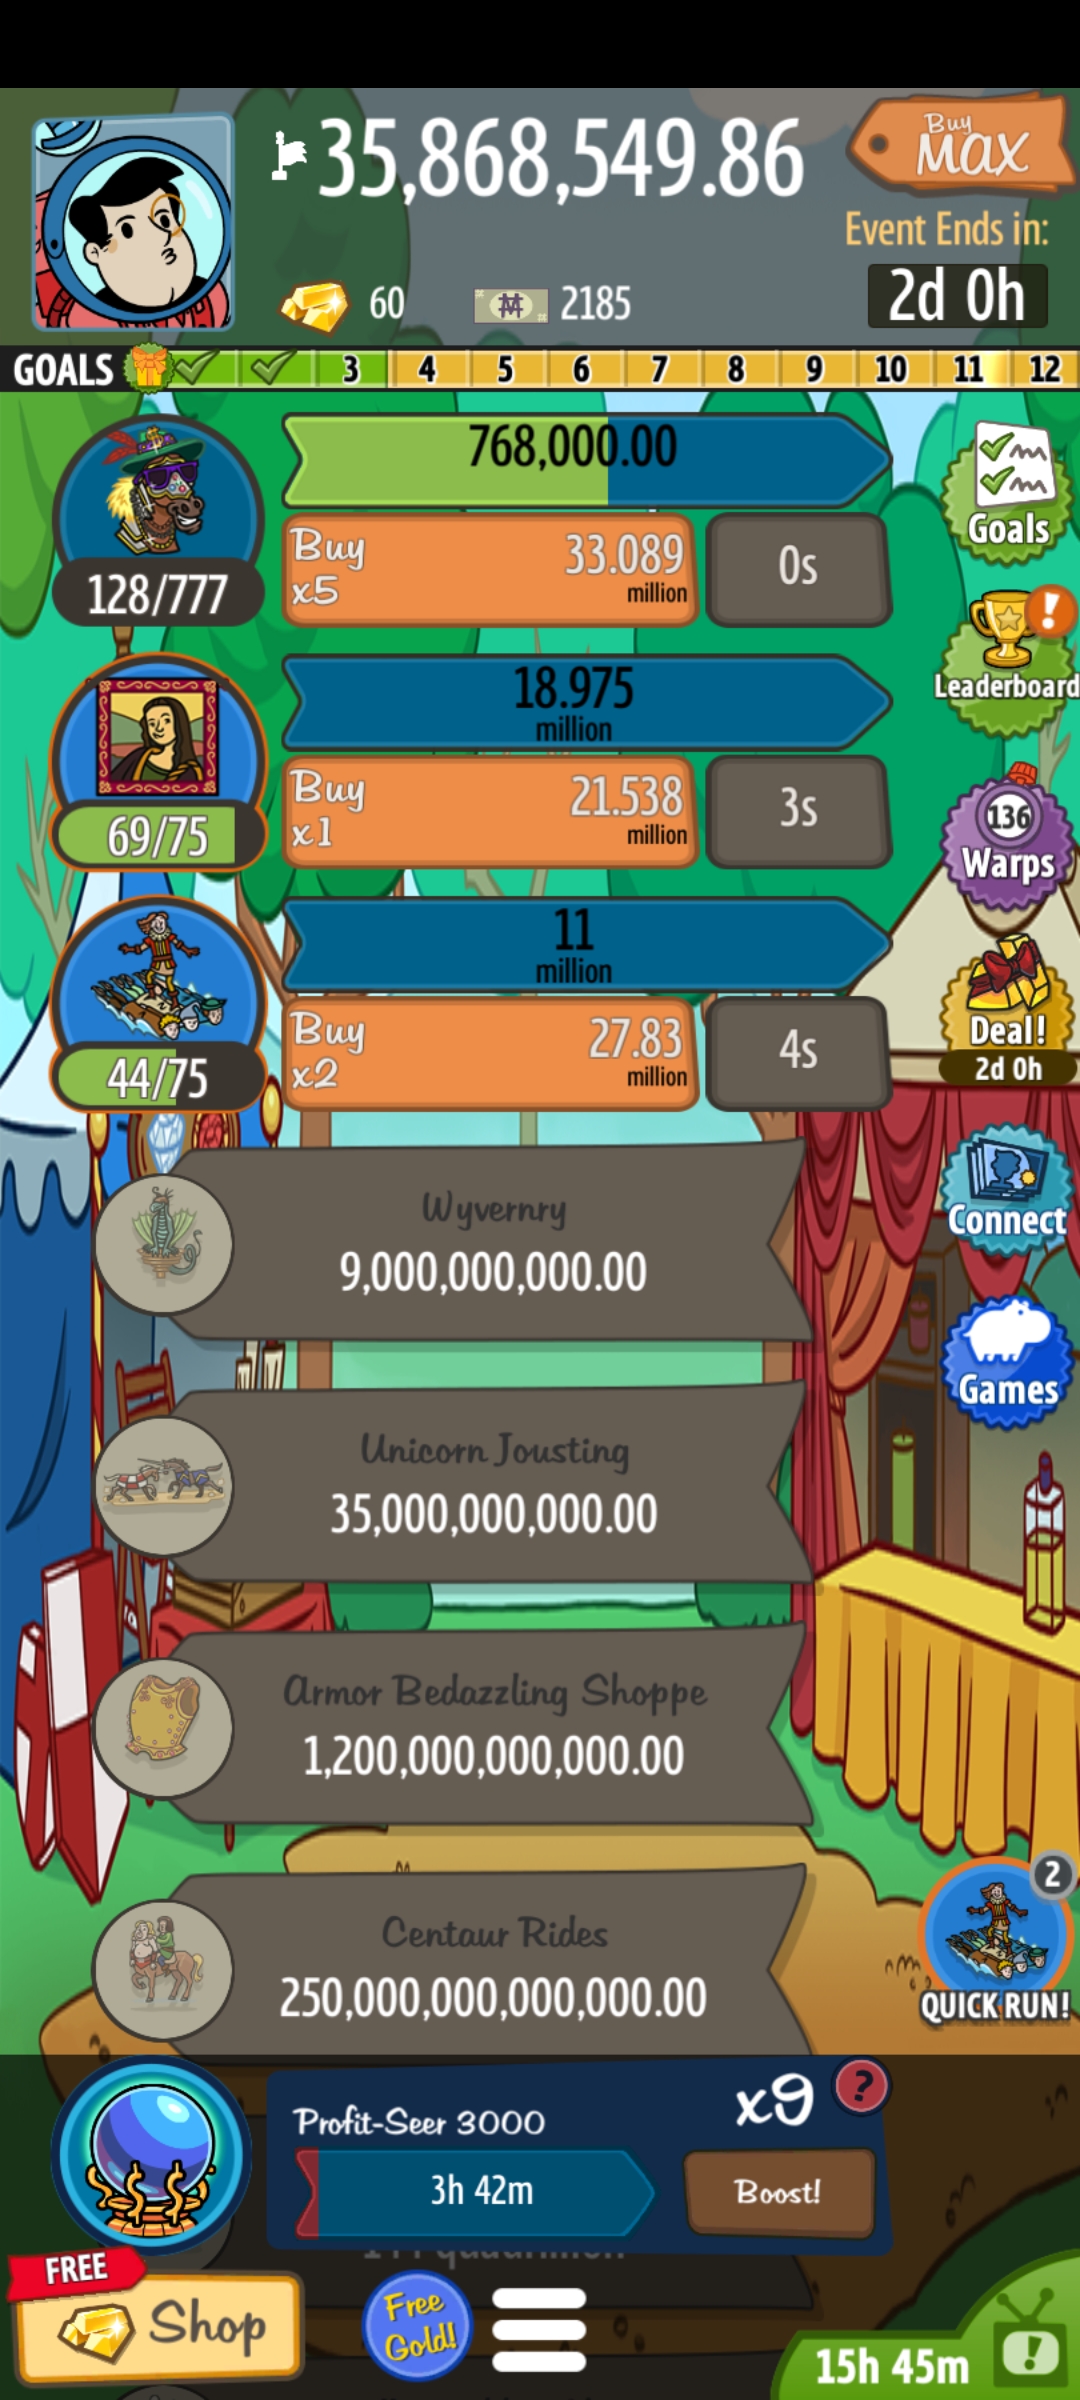 35,868,549.86
Buy
MAX
Event Ends in:
2d 0h
60
2185
GOALS
3 4 5 6 7 8 9 10 11 12
768,000.00
Buy
x5
33.089
million
0s
128/777
Goals
Leaderboard
18.975
million
Buy
x1
21.538
million
3s
69/75
136
Warps
11
million
Buy
x2
27.83
million
4s
44/75
Deal!
2d 0h
Wyvernry
9,000,000,000.00
Connect
Unicorn Jousting
35,000,000,000.00
Games
Armor Bedazzling Shoppe
1,200,000,000,000.00
Centaur Rides
250,000,000,000,000.00
2
QUICK RUN!
Profit-Seer 3000
x9
?
3h 42m
Boost!
FREE
Shop
Free
Gold!
15h 45m